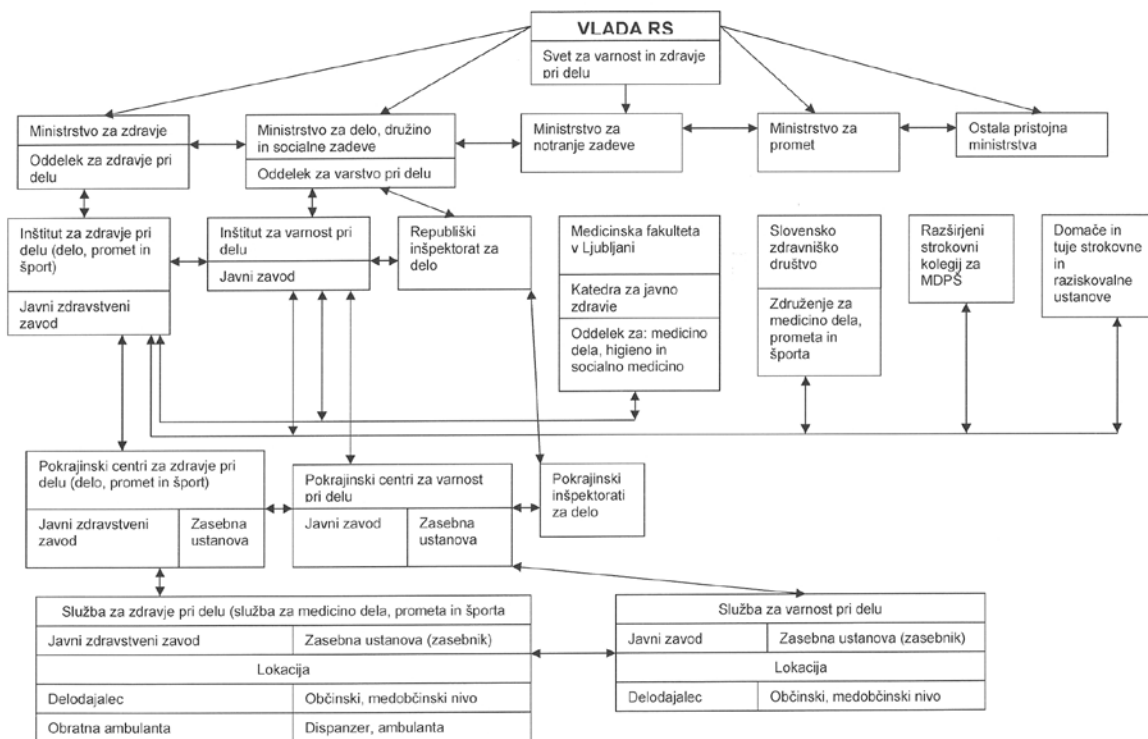 VLADA RS
Svet za varnost in zdravje
pri delu
Ministrstvo za zdravje
Oddelek za zdravje pri
delu
Ministrstvo za delo, družino
in socialne zadeve
Oddelek za varstvo pri delu
Ministrstvo za
notranje zadeve
Ministrstvo za
promet
Ostala pristojna
ministrstva
Inštitut za zdravje pri
delu (delo, promet in
šport)
Javni zdravstveni
zavod
Inštitut za varnost pri
delu
Javni zavod
Republiški
inšpektorat za
delo
Medicinska fakulteta
v Ljubljani
Katedra za javno
zdravje
Oddelek za: medicino
dela, higieno in
socialno medicino
Slovensko
zdravniško
društvo
Združenje za
medicino dela,
prometa in
športa
Razširjeni
strokovni
kolegij za
MDPŠ
Domače in
tuje strokovne
in
raziskovalne
ustanove
Pokrajinski centri za zdravje pri
delu (delo, promet in šport)
Javni zdravstveni
zavod
Zasebna
ustanova
Pokrajinski centri za varnost
pri delu
Javni zavod
Zasebna
ustanova
Pokrajinski
inšpektorati
za delo
Služba za zdravje pri delu (služba za medicino dela, prometa in športa
Javni zdravstveni zavod
Zasebna ustanova (zasebnik)
Lokacija
Delodajalec
Občinski, medobčinski nivo
Obratna ambulanta
Dispanzer, ambulanta
Služba za varnost pri delu
Javni zavod
Zasebna ustanova (zasebnik)
Lokacija
Delodajalec
Občinski, medobčinski nivo